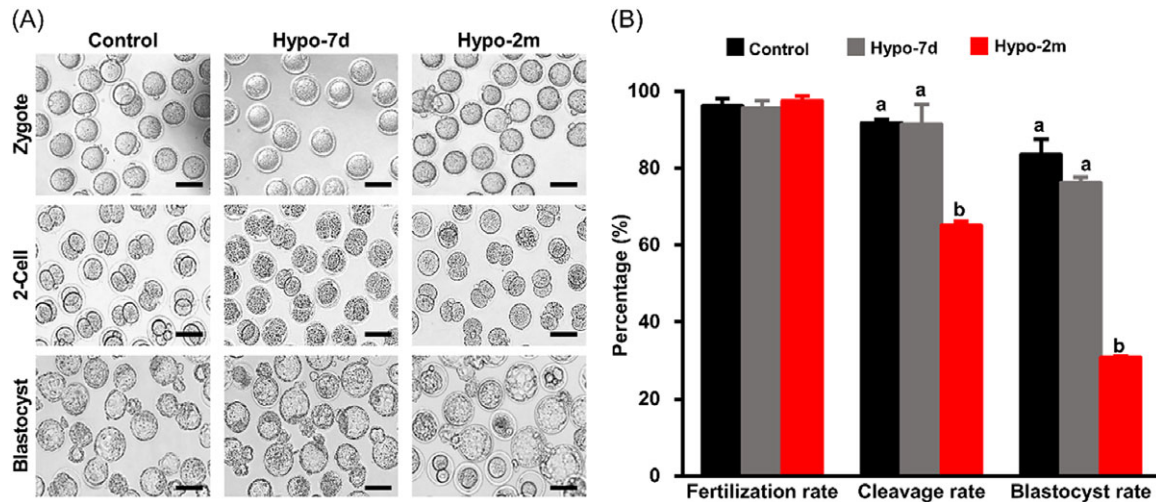 (A)
Control Hypo-7d Hypo-2m
Zygote
2-Cell
Blastocyst
(B)
Control Hypo-7d Hypo-2m
Percentage (%)
100
80
60
40
20
0
a a b
a a b
Fertilization rate Cleavage rate Blastocyst rate